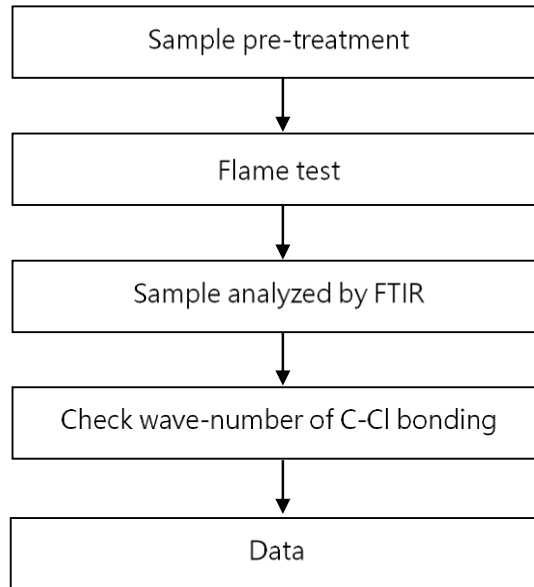 Sample pre-treatment
Flame test
Sample analyzed by FTIR
Check wave-number of C-Cl bonding
Data